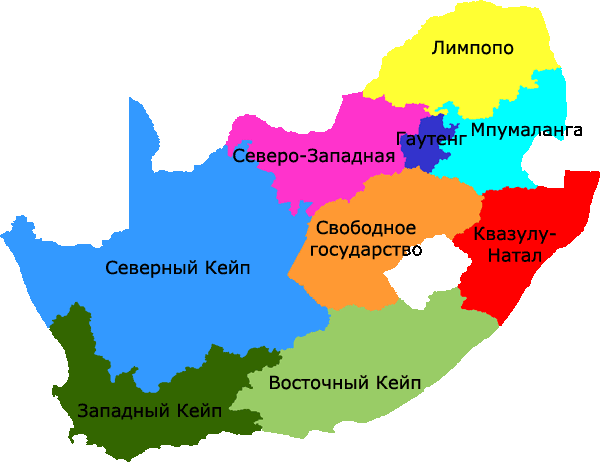 Лимпопо
Мпумаланга
Гаутенг
Северо-Западная
Свободное
государство
Квазулу-
Натал
Северный Кейп
Восточный Кейп
Западный Кейп